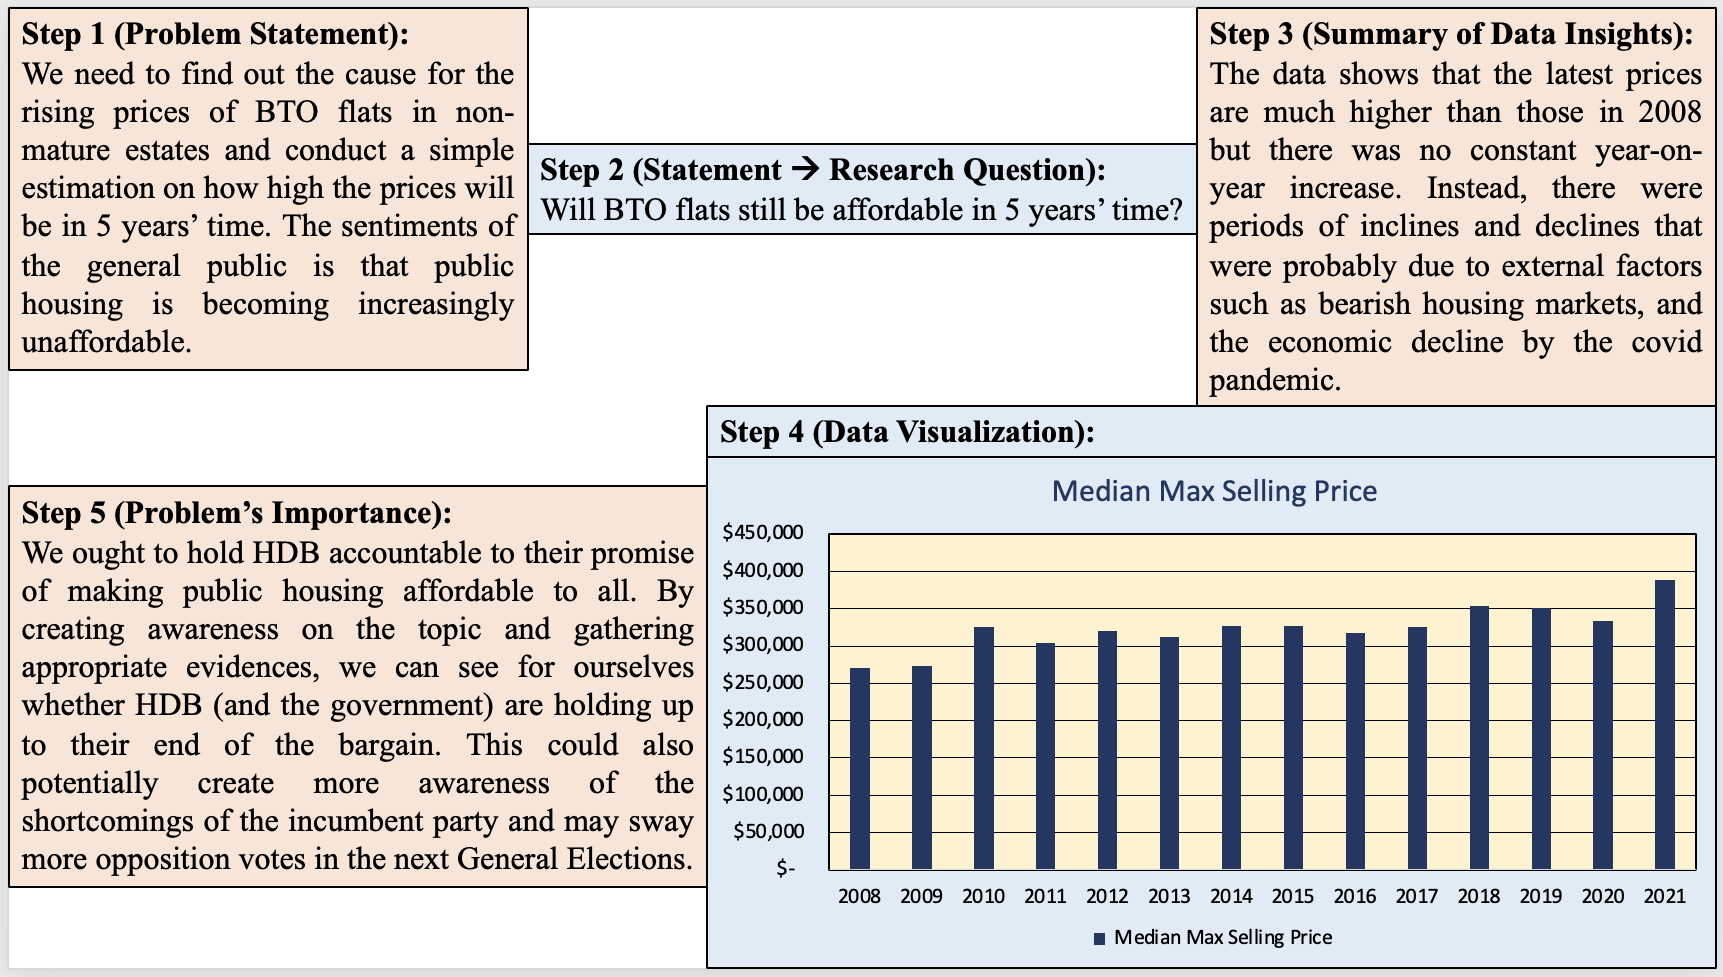 Step 1 (Problem Statement):
We need to find out the cause for the
rising prices of BTO flats in non-
mature estates and conduct a simple
estimation on how high the prices will
be in 5 years’ time. The sentiments of
the general public is that public
housing is becoming increasingly
unaffordable.
Step 2 (Statement → Research Question):
Will BTO flats still be affordable in 5 years’ time?
Step 3 (Summary of Data Insights):
The data shows that the latest prices
are much higher than those in 2008
but there was no constant year-on-
year increase. Instead, there were
periods of inclines and declines that
were probably due to external factors
such as bearish housing markets, and
the economic decline by the covid
pandemic.
Step 4 (Data Visualization):
Median Max Selling Price
$450,000
$400,000
$350,000
$300,000
$250,000
$200,000
$150,000
$100,000
$50,000
$-
2008 2009 2010 2011 2012 2013 2014 2015 2016 2017 2018 2019 2020 2021
Median Max Selling Price
Step 5 (Problem’s Importance):
We ought to hold HDB accountable to their promise
of making public housing affordable to all. By
creating awareness on the topic and gathering
appropriate evidences, we can see for ourselves
whether HDB (and the government) are holding up
to their end of the bargain. This could also
potentially create more awareness of the
shortcomings of the incumbent party and may sway
more opposition votes in the next General Elections.